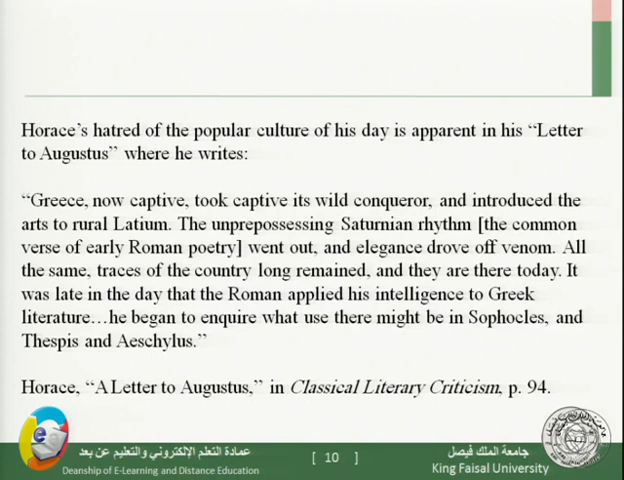 Horace's hatred of the popular culture of his day is apparent in his “Letter
to Augustus” where he writes:
“Greece, now captive, took captive its wild conqueror, and introduced the
arts to rural Latium. The unprepossessing Saturnian rhythm [the common
verse of early Roman poetry] went out, and elegance drove off venom. All
the same, traces of the country long remained, and they are there today. It
was late in the day that the Roman applied his intelligence to Greek
literature…he began to enquire what use there might be in Sophocles, and
Thespis and Aeschylus.”
Horace, “A Letter to Augustus,” in Classical Literary Criticism, p. 94.
عمادة التعلم الإلكتروني والتعليم عن بعد
Deanship of E-Learning and Distance Education
[ 10 ]
جامعة الملك فيصل
King Faisal University